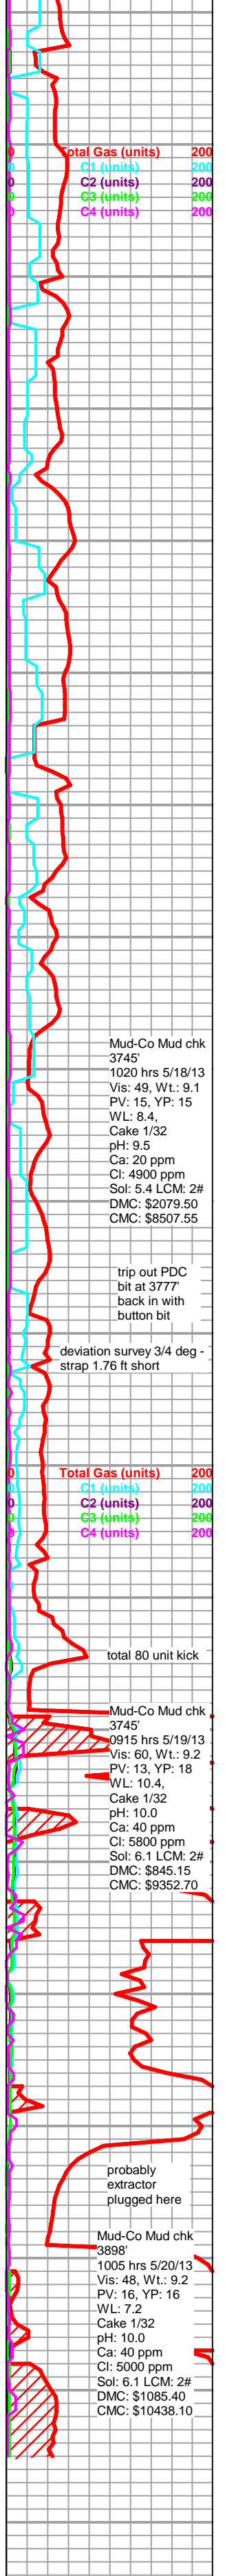 0 Total Gas (units) 200
0 C1 (units) 200
0 C2 (units) 200
0 C3 (units) 200
0 C4 (units) 200
Mud-Co Mud chk
3745'
1020 hrs 5/18/13
Vis: 49, Wt.: 9.1
PV: 15, YP: 15
WL: 8.4,
Cake 1/32
pH: 9.5
Ca: 20 ppm
Cl: 4900 ppm
Sol: 5.4 LCM: 2#
DMC: $2079.50
CMC: $8507.55
trip out PDC
bit at 3777'
back in with
button bit
deviation survey 3/4 deg -
strap 1.76 ft short
0 Total Gas (units) 200
0 C1 (units) 200
0 C2 (units) 200
0 C3 (units) 200
0 C4 (units) 200
total 80 unit kick
Mud-Co Mud chk
3745'
0915 hrs 5/19/13
Vis: 60, Wt.: 9.2
PV: 13, YP: 18
WL: 10.4,
Cake 1/32
pH: 10.0
Ca: 40 ppm
Cl: 5800 ppm
Sol: 6.1 LCM: 2#
DMC: $845.15
CMC: $9352.70
probably
extractor
plugged here
Mud-Co Mud chk
3898'
1005 hrs 5/20/13
Vis: 48, Wt.: 9.2
PV: 16, YP: 16
WL: 7.2
Cake 1/32
pH: 10.0
Ca: 40 ppm
Cl: 5000 ppm
Sol: 6.1 LCM: 2#
DMC: $1085.40
CMC: $10438.10